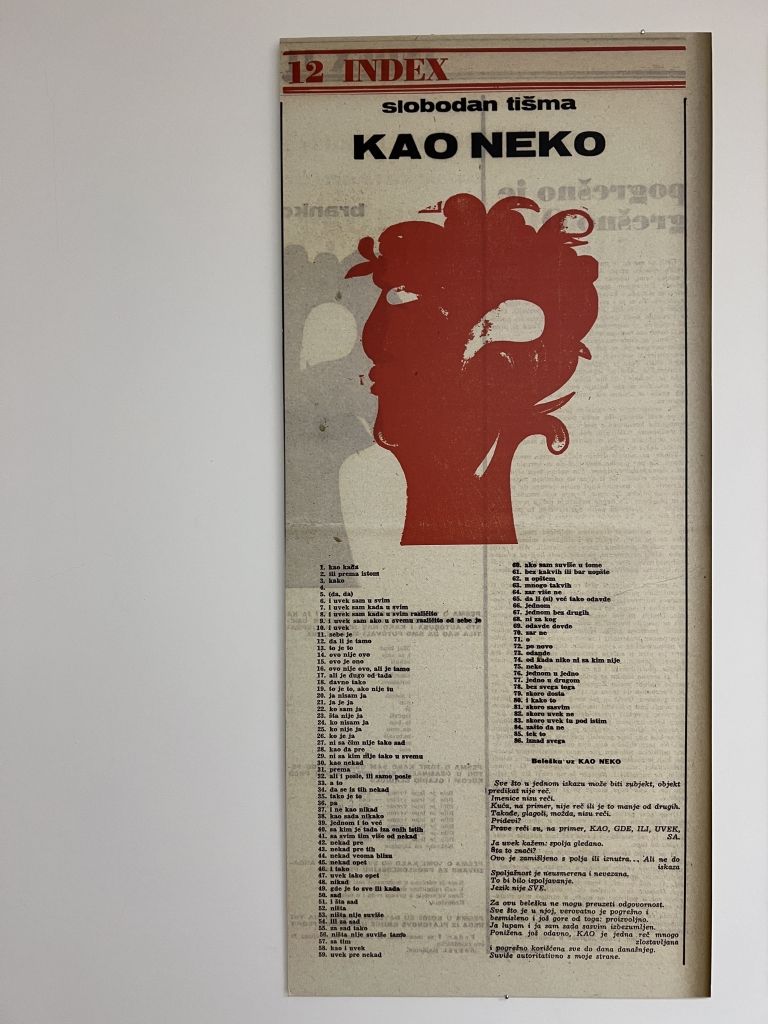 12 INDEX
slobodan tišma
KAO NEKO
1. kao kada
2. ili prema istom
3. kako
4.
5. (da, da)
6. i uvek sam u svim
7. i uvek sam kada u svim
8. i uvek sam kada u svim različito
9. i uvek sam ako u svemu različito od sebe je
10. i uvek
11. sebe je
12. da li je tamo
13. to je to
14. ovo nije ovo
15. ovo je ono
16. ovo nije ovo, ali je tamo
17. ali je dugo od tada
18. davno tako
19. to je to, ako nije tu
20. ja nisam ja
21. ja je ja
22. ko sam ja
23. šta nije ja
24. ko nisam ja
25. ko nije ja
26. ko je ja
27. ni sa čim nije tako sad
28. kao da pre
29. ni sa kim nije tako u svemu
30. kao nekad
31. prema
32. ali i posle, ili samo posle
33. a to
34. da se iz tih nekad
35. tako je to
36. pa
37. i ne kao nikad
38. kao sada nikako
39. jednom i to već
40. sa kim je tada iza onih istih
41. sa svim tim više od nekad
42. nekad pre
43. nekad pre tih
44. nekad veoma blizu
45. nekad opet
46. i tako
47. uvek tako opet
48. nikad
49. gde je to sve ili kada
50. sad
51. i šta sad
52. ništa
53. ništa nije suviše
54. ili za sad
55. za sad tako
56. ništa nije suviše tamo
57. sa tim
58. kao i uvek
59. uvek pre nekad
60. ako sam suviše u tome
61. bez kakvih ili bar uopšte
62. u opštem
63. mnogo takvih
64. zar više ne
65. da li (si) već tako odavde
66. jednom
67. jednom bez drugih
68. ni za kog
69. odavde dovde
70. zar ne
71. o
72. po novo
73. odande
74. od kada niko ni sa kim nije
75. neko
76. jednom u jedno
77. jedno u drugom
78. bez svega toga
79. skoro dosta
80. i kako to
81. skoro sasvim
82. skoro uvek ne
83. skoro uvek tu pod istim
84. zašto da ne
85. tek to
86. iznad svega
Beleška uz KAO NEKO
Sve što u jednom iskazu može biti subjekt, objekt
predikat nije reč.
Imenice nisu reči.
Kuća, na primer, nije reč ili je to manje od drugih.
Takođe, glagoli, možda, nisu reči.
Pridevi?
Prave reči su, na primer, KAO, GDE, ILI, UVEK,
SA.
Ja uvek kažem: spolja gledano.
Šta to znači?
Ovo je zamišljeno s polja ili iznutra... Ali ne do
iskaza
Spoljašnost je neusmerena i nevezana,
To bi bilo ispoljavanje.
Jezik nije SVE.
Za ovu belešku ne mogu preuzeti odgovornost.
Sve što je u njoj, verovatno je pogrešno i
besmisleno i još gore od toga: proizvoljno.
Ja lupam i ja sam sada sasvim izbezumljen.
Ponižena još odavno, KAO je jedna reč mnogo
zlostavljana
i pogrešno korišćena sve do dana današnjeg.
Suviše autoritativno s moje strane.